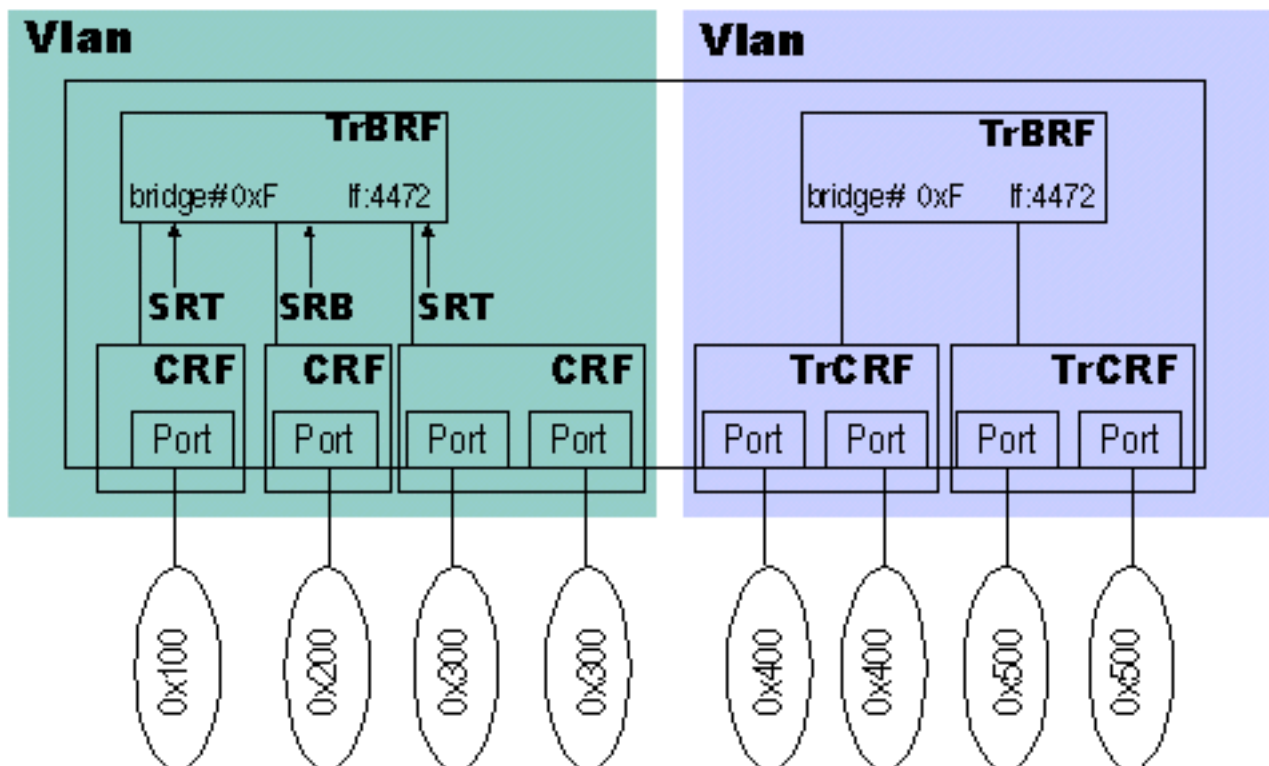 Vlan
Vlan
TrBRF
TrBRF
bridge# 0xF lf:4472
bridge# 0xF lf:4472
SRT SRB SRT
CRF CRF CRF TrCRF TrCRF
Port Port Port Port Port Port Port Port
0x100 0x200 0x300 0x300 0x400 0x400 0x500 0x500